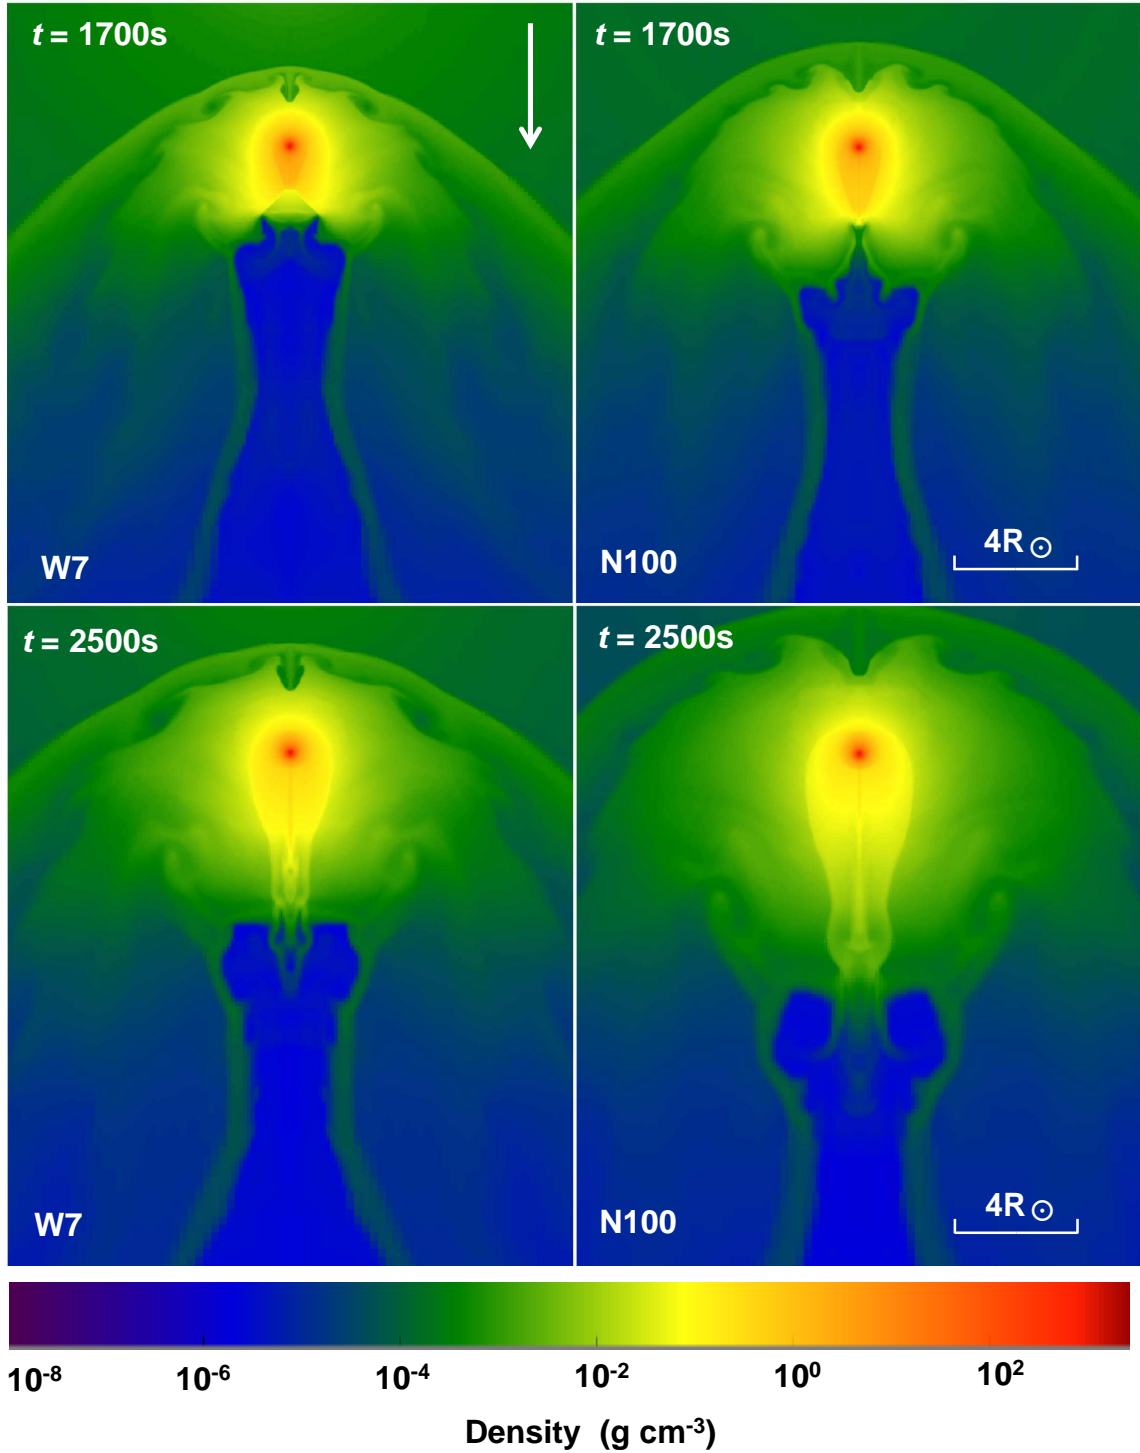 t = 1700s
t = 1700s
W7
N100
4R☉
t = 2500s
t = 2500s
W7
N100
4R☉
10⁻⁸ 10⁻⁶ 10⁻⁴ 10⁻² 10⁰ 10²
Density (g cm⁻³)